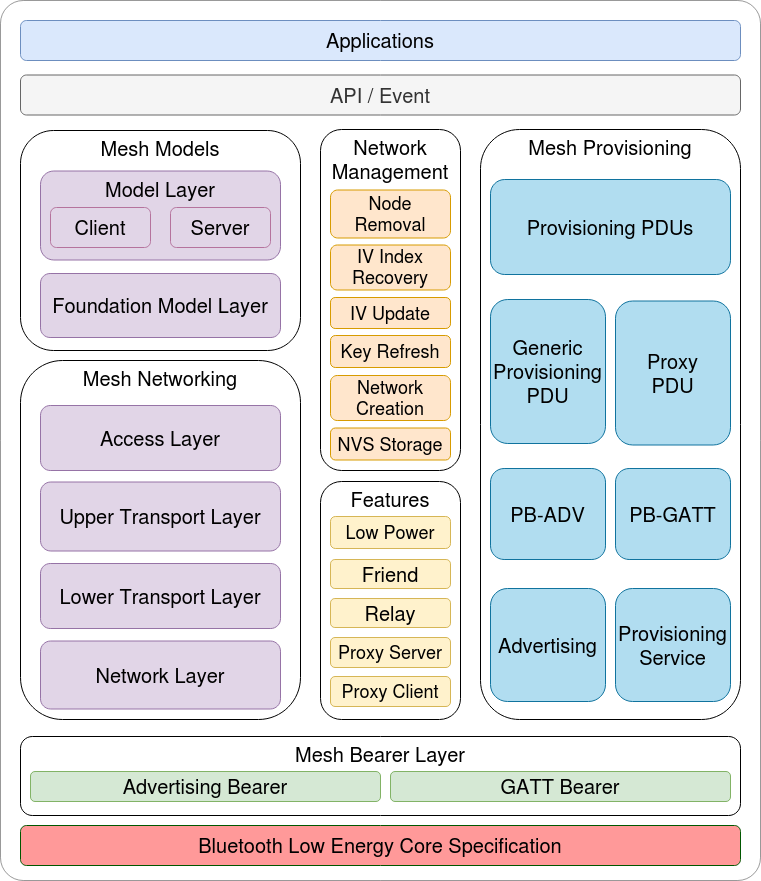 Applications
API / Event
Mesh Models
Model Layer
Client
Server
Foundation Model Layer
Mesh Networking
Access Layer
Upper Transport Layer
Lower Transport Layer
Network Layer
Network
Management
Node
Removal
IV Index
Recovery
IV Update
Key Refresh
Network
Creation
NVS Storage
Features
Low Power
Friend
Relay
Proxy Server
Proxy Client
Mesh Provisioning
Provisioning PDUs
Generic
Provisioning
PDU
Proxy
PDU
PB-ADV
PB-GATT
Advertising
Provisioning
Service
Mesh Bearer Layer
Advertising Bearer
GATT Bearer
Bluetooth Low Energy Core Specification